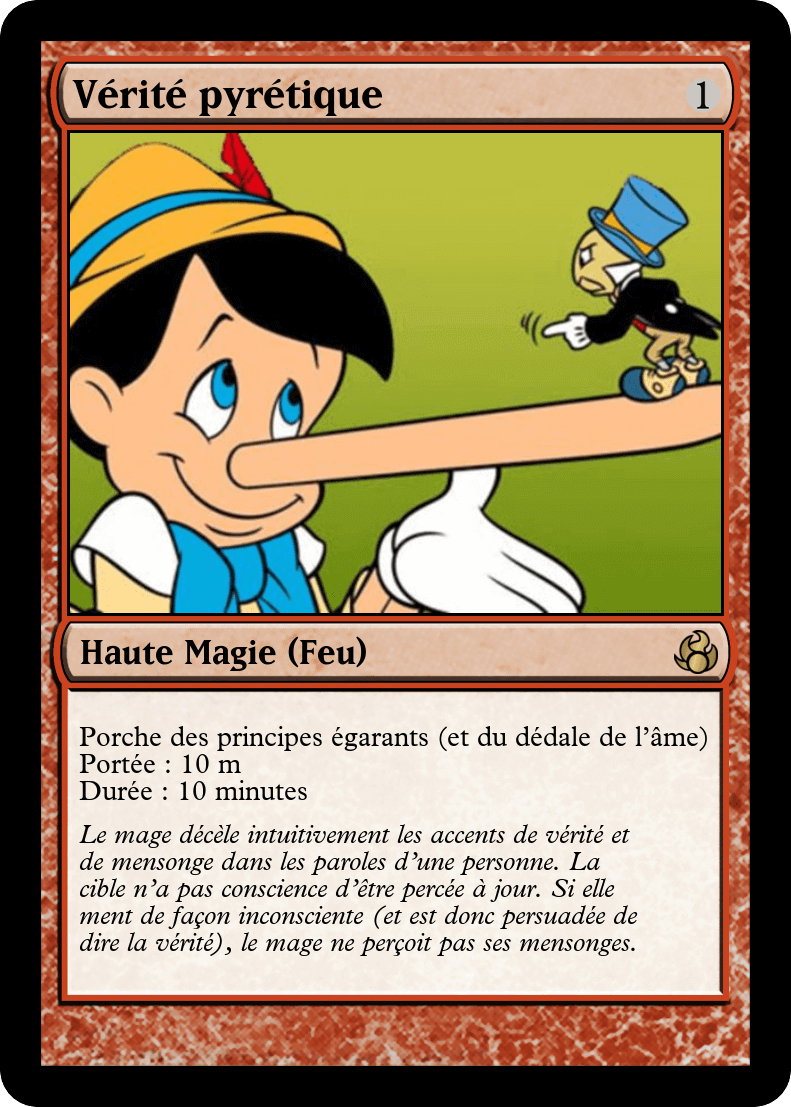 Vérité pyrétique
1
Haute Magie (Feu)
Porche des principes égarants (et du dédale de l'âme)
Portée : 10 m
Durée : 10 minutes
Le mage décèle intuitivement les accents de vérité et
de mensonge dans les paroles d'une personne. La
cible n'a pas conscience d'être percée à jour. Si elle
ment de façon inconsciente (et est donc persuadée de
dire la vérité), le mage ne perçoit pas ses mensonges.